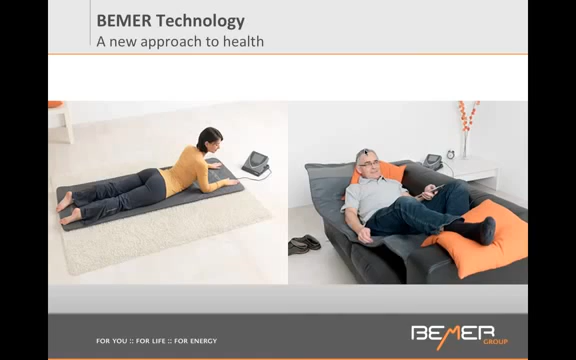 BEMER Technology
A new approach to health
FOR YOU :: FOR LIFE :: FOR ENERGY
BEMER
GROUP